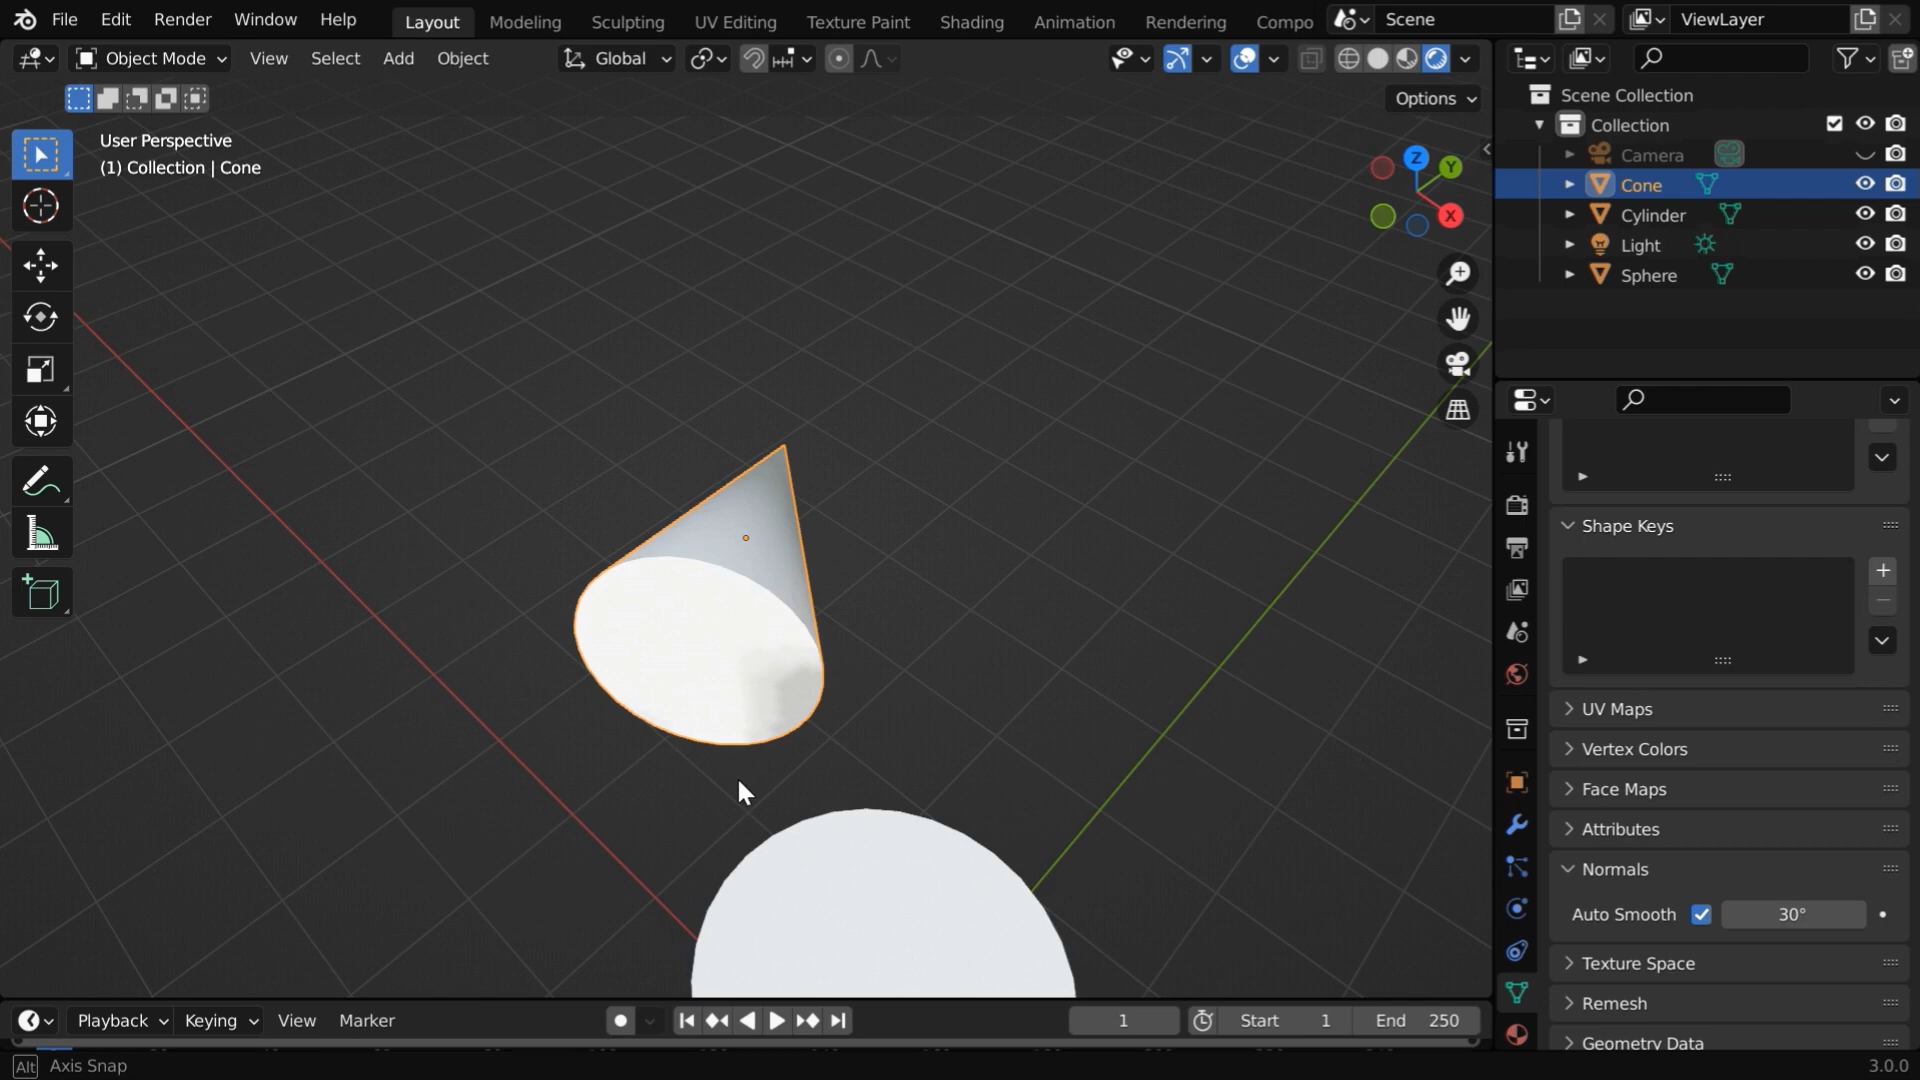 File Edit Render Window Help Layout Modeling Sculpting UV Editing Texture Paint Shading Animation Rendering Compo Scene ViewLayer
Object Mode View Select Add Object Global
Options
User Perspective
(1) Collection | Cone
Z Y X
Scene Collection
Collection
Camera
Cone
Cylinder
Light
Sphere
Shape Keys
UV Maps
Vertex Colors
Face Maps
Attributes
Normals
Auto Smooth 30°
Texture Space
Remesh
Geometry Data
Playback Keying View Marker 1 Start 1 End 250
Alt Axis Snap 3.0.0